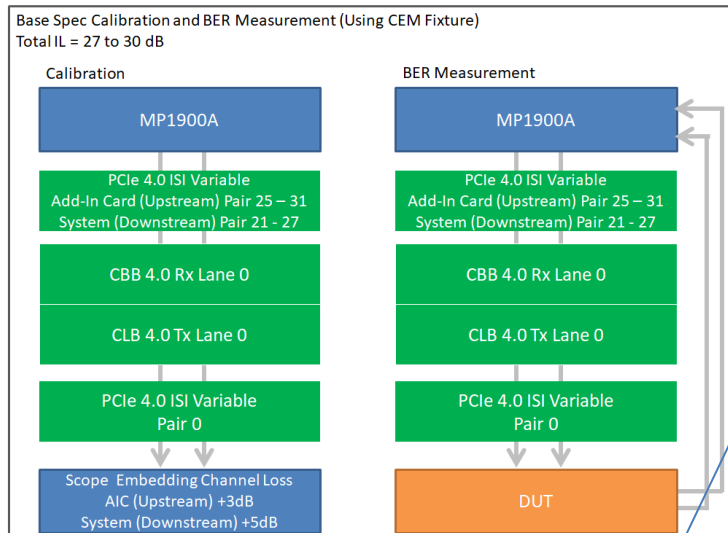 Base Spec Calibration and BER Measurement (Using CEM Fixture)
Total IL = 27 to 30 dB
Calibration
MP1900A
PCIe 4.0 ISI Variable
Add-In Card (Upstream) Pair 25 – 31
System (Downstream) Pair 21 - 27
CBB 4.0 Rx Lane 0
CLB 4.0 Tx Lane 0
PCIe 4.0 ISI Variable
Pair 0
Scope Embedding Channel Loss
AIC (Upstream) +3dB
System (Downstream) +5dB
BER Measurement
MP1900A
PCIe 4.0 ISI Variable
Add-In Card (Upstream) Pair 25 – 31
System (Downstream) Pair 21 - 27
CBB 4.0 Rx Lane 0
CLB 4.0 Tx Lane 0
PCIe 4.0 ISI Variable
Pair 0
DUT